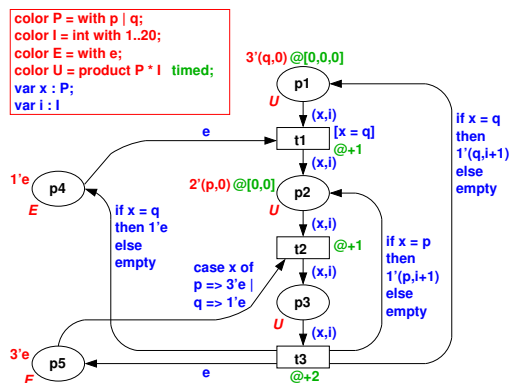 color P = with p | q;
color I = int with 1..20;
color E = with e;
color U = product P * I timed;
var x : P;
var i : I
3'(q,0) @[0,0,0]
p1
U
(x,i)
if x = q
then
1'(q,i+1)
else
empty
e
t1
[x = q]
@+1
(x,i)
1'e
p4
E
2'(p,0) @[0,0]
p2
U
(x,i)
if x = q
then 1'e
else
empty
t2
@+1
if x = p
then
1'(p,i+1)
else
empty
case x of
p => 3'e |
q => 1'e
(x,i)
p3
U
(x,i)
3'e
p5
E
e
t3
@+2